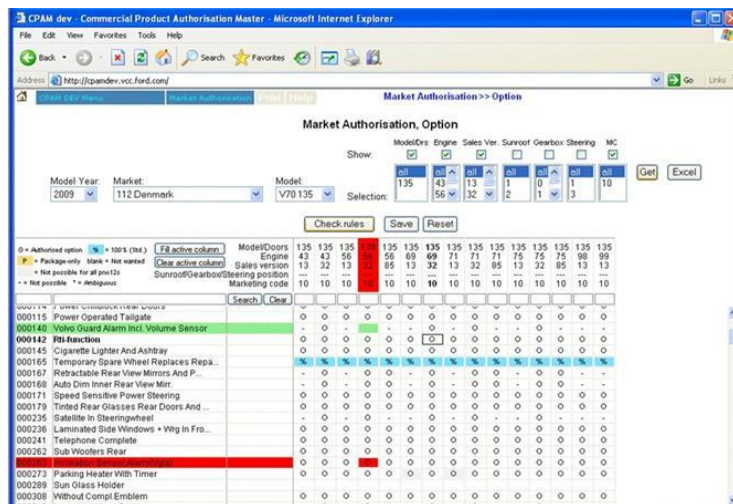 CPAM dev - Commercial Product Authorisation Master - Microsoft Internet Explorer
File Edit View Favorites Tools Help
Back Search Favorites
Address http://cpamdev.vcc.ford.com/ Go Links
CPAM DEV Menu Market Authorisation Print Help Market Authorisation >> Option
Market Authorisation, Option
Model/Drs Engine Sales Ver. Sunroof Gearbox Steering MC
Show:
Model Year: Market: Model:
2009 112 Denmark V70 135 Selection:
all all all all all all all
135 43 13 1 0 1 10
56 32 2 1 3
Get Excel
Check rules Save Reset
O = Authorized option % = 100% (Std.) Fill active column
P = Package-only blank = Not wanted Clear active column
= Not possible for all pno12s
- = Not possible * = Ambiguous
Model/Doors 135 135 135 135 135 135 135 135 135 135 135 135 135 135
Engine 43 43 56 56 56 69 69 71 71 75 75 75 98 99
Sales version 13 32 13 32 85 13 32 13 32 85 13 32 85 13 13
Sunroof/Gearbox/Steering position --- --- --- --- --- --- --- --- --- --- --- --- --- ---
Marketing code 10 10 10 10 10 10 10 10 10 10 10 10 10 10
Search Clear
000115 Power Operated Tailgate
000140 Volvo Guard Alarm Incl. Volume Sensor
000142 Rti-function
000145 Cigarette Lighter And Ashtray
000165 Temporary Spare Wheel Replaces Repa...
000167 Retractable Rear View Mirrors And P...
000168 Auto Dim Inner Rear View Mirr.
000171 Speed Sensitive Power Steering
000179 Tinted Rear Glasses Rear Doors And ...
000235 Satellite In Steeringwheel
000236 Laminated Side Windows + Wrg In Fro...
000241 Telephone Complete
000262 Sub Woofers Rear
000263 Inclination Sensor, Alarm(Vgla)
000273 Parking Heater With Timer
000289 Sun Glass Holder
000308 Without Compl.Emblem